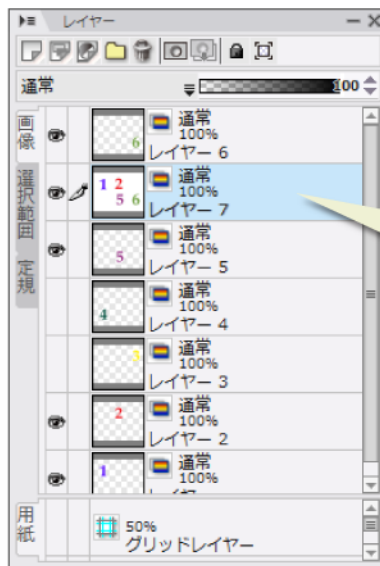 レイヤー
通常
100
画像
選択範囲
定規
6
通常
100%
レイヤー 6
1 2
5 6
通常
100%
レイヤー 7
5
通常
100%
レイヤー 5
4
通常
100%
レイヤー 4
3
通常
100%
レイヤー 3
2
通常
100%
レイヤー 2
1
通常
100%
用紙
50%
グリッドレイヤー